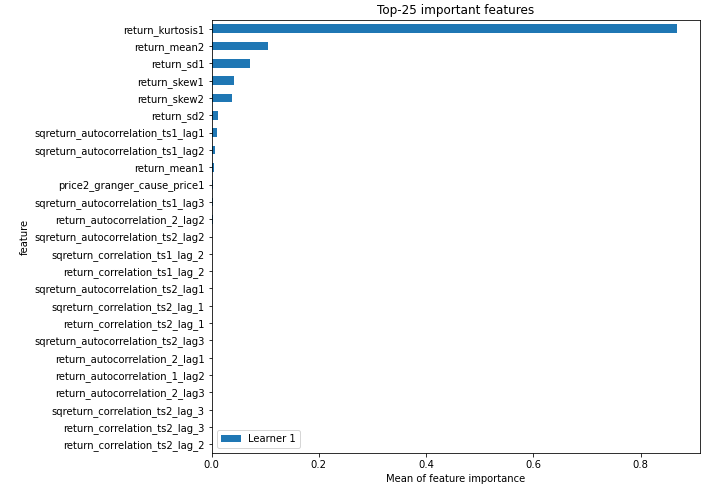 Top-25 important features
return_kurtosis1
return_mean2
return_sd1
return_skew1
return_skew2
return_sd2
sqreturn_autocorrelation_ts1_lag1
sqreturn_autocorrelation_ts1_lag2
return_mean1
price2_granger_cause_price1
sqreturn_autocorrelation_ts1_lag3
return_autocorrelation_2_lag2
sqreturn_autocorrelation_ts2_lag2
sqreturn_correlation_ts1_lag_2
return_correlation_ts1_lag_2
sqreturn_autocorrelation_ts2_lag1
sqreturn_correlation_ts2_lag_1
return_correlation_ts2_lag_1
sqreturn_autocorrelation_ts2_lag3
return_autocorrelation_2_lag1
return_autocorrelation_1_lag2
return_autocorrelation_2_lag3
sqreturn_correlation_ts2_lag_3
return_correlation_ts2_lag_3
return_correlation_ts2_lag_2
feature
Learner 1
0.0 0.2 0.4 0.6 0.8
Mean of feature importance